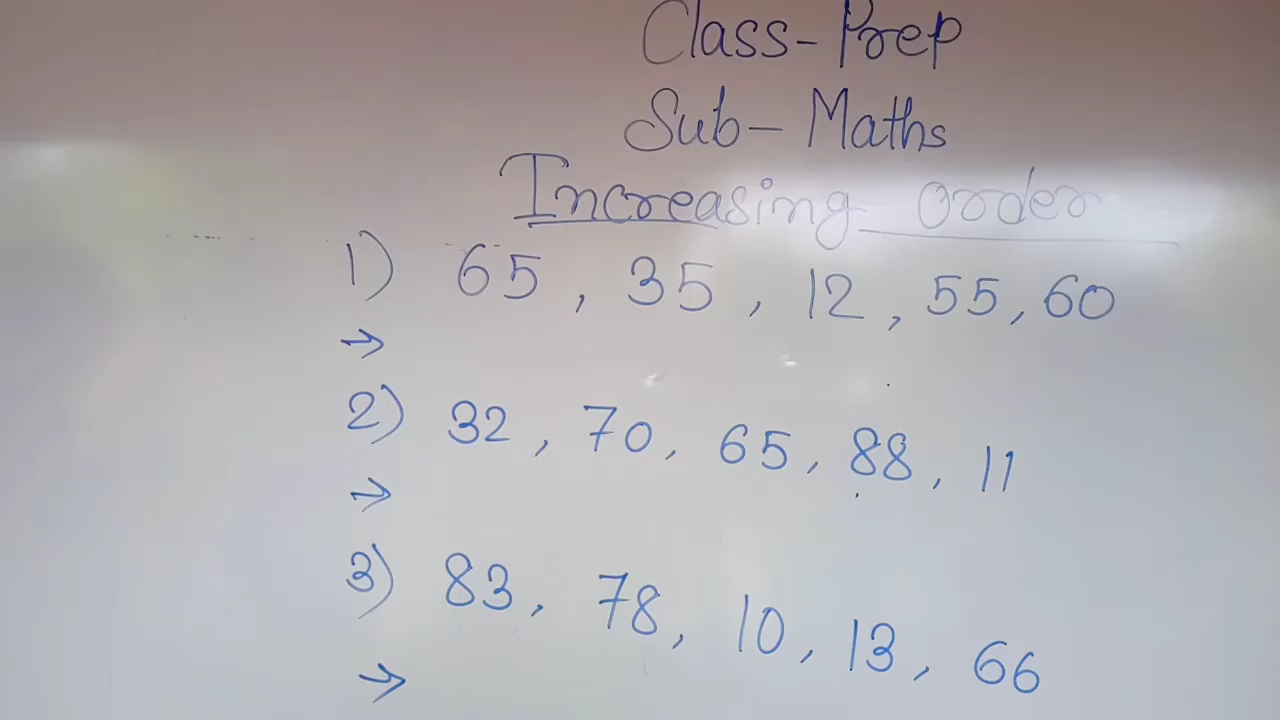 Class-Prep
Sub- Maths
Increasing order
1) 65, 35, 12, 55, 60
→
2) 32, 70, 65, 88, 11
→
3) 83, 78, 10, 13, 66
→